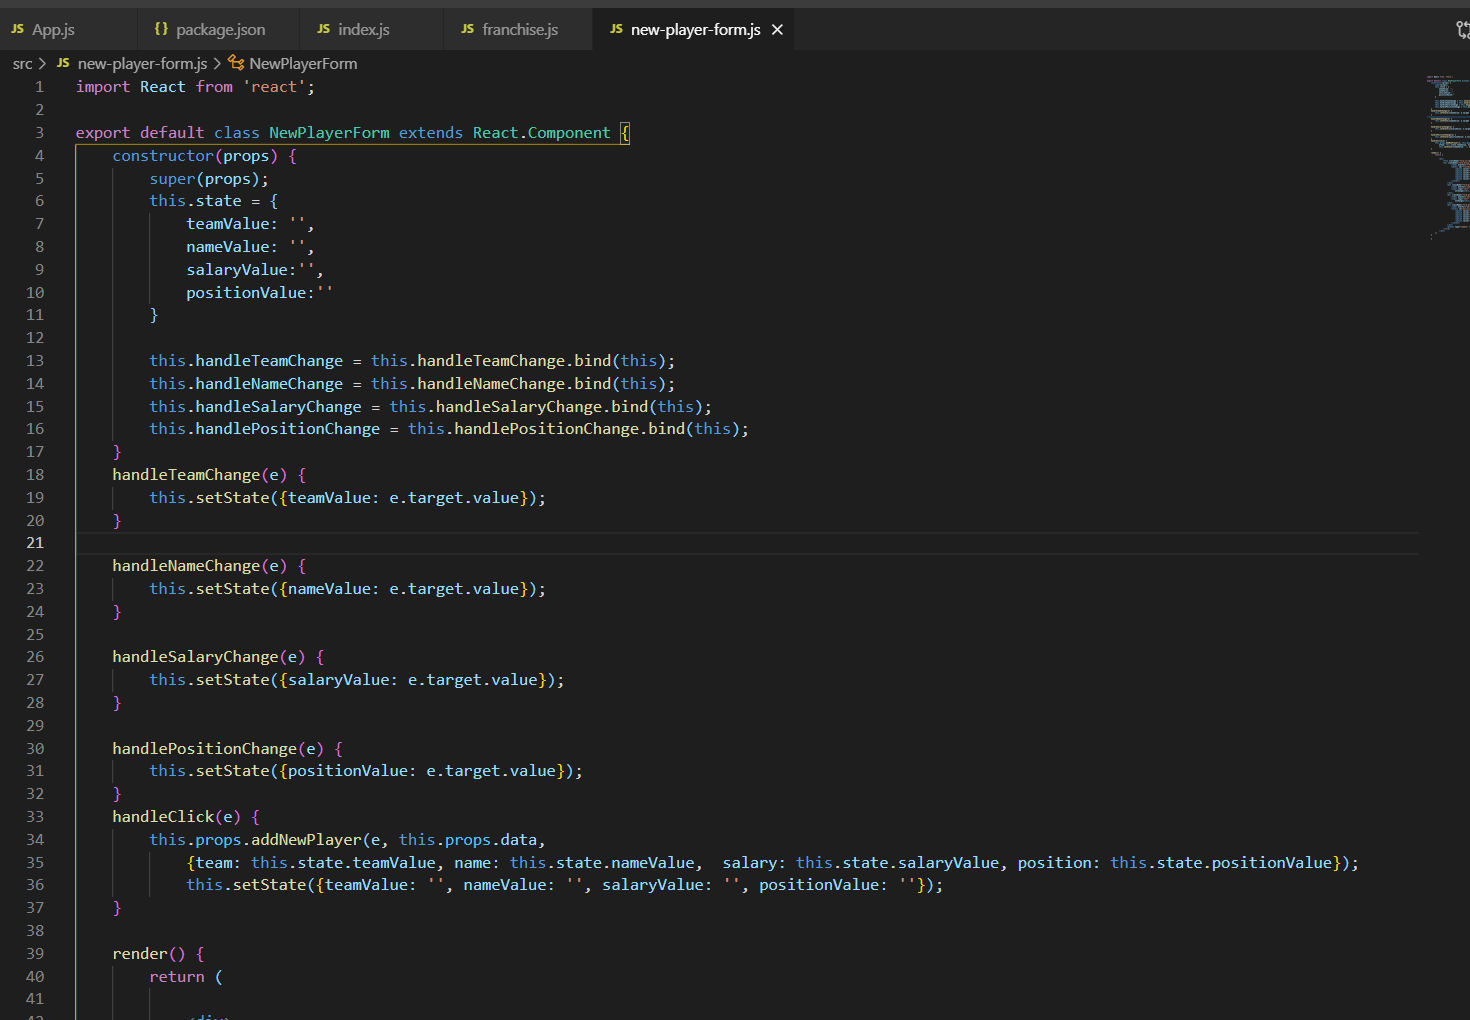 JS App.js {} package.json JS index.js JS franchise.js JS new-player-form.js
src > JS new-player-form.js > NewPlayerForm
1 import React from 'react';
2
3 export default class NewPlayerForm extends React.Component {
4 constructor(props) {
5 super(props);
6 this.state = {
7 teamValue: '',
8 nameValue: '',
9 salaryValue:'',
10 positionValue:''
11 }
12
13 this.handleTeamChange = this.handleTeamChange.bind(this);
14 this.handleNameChange = this.handleNameChange.bind(this);
15 this.handleSalaryChange = this.handleSalaryChange.bind(this);
16 this.handlePositionChange = this.handlePositionChange.bind(this);
17 }
18 handleTeamChange(e) {
19 this.setState({teamValue: e.target.value});
20 }
21
22 handleNameChange(e) {
23 this.setState({nameValue: e.target.value});
24 }
25
26 handleSalaryChange(e) {
27 this.setState({salaryValue: e.target.value});
28 }
29
30 handlePositionChange(e) {
31 this.setState({positionValue: e.target.value});
32 }
33 handleClick(e) {
34 this.props.addNewPlayer(e, this.props.data,
35 {team: this.state.teamValue, name: this.state.nameValue,  salary: this.state.salaryValue, position: this.state.positionValue});
36 this.setState({teamValue: '', nameValue: '', salaryValue: '', positionValue: ''});
37 }
38
39 render() {
40 return (
41